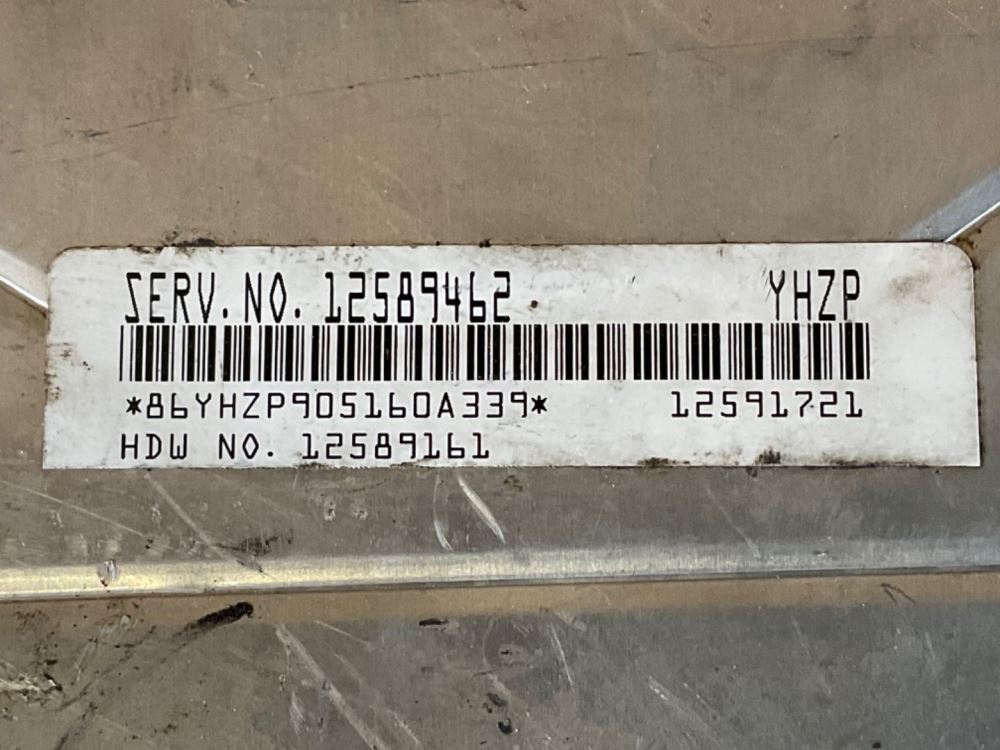 SERV. NO. 12589462 YHZP
*86YHZP905160A339* 12591721
HDW NO. 12589161